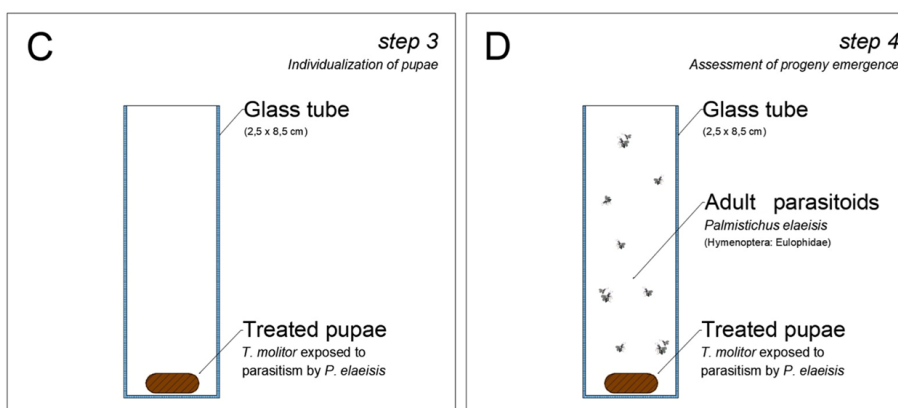 C
step 3
Individualization of pupae
Glass tube
(2,5 x 8,5 cm)
Treated pupae
T. molitor exposed to
parasitism by P. elaeisis
D
step 4
Assessment of progeny emergence
Glass tube
(2,5 x 8,5 cm)
Adult parasitoids
Palmistichus elaeisis
(Hymenoptera: Eulophidae)
Treated pupae
T. molitor exposed to
parasitism by P. elaeisis